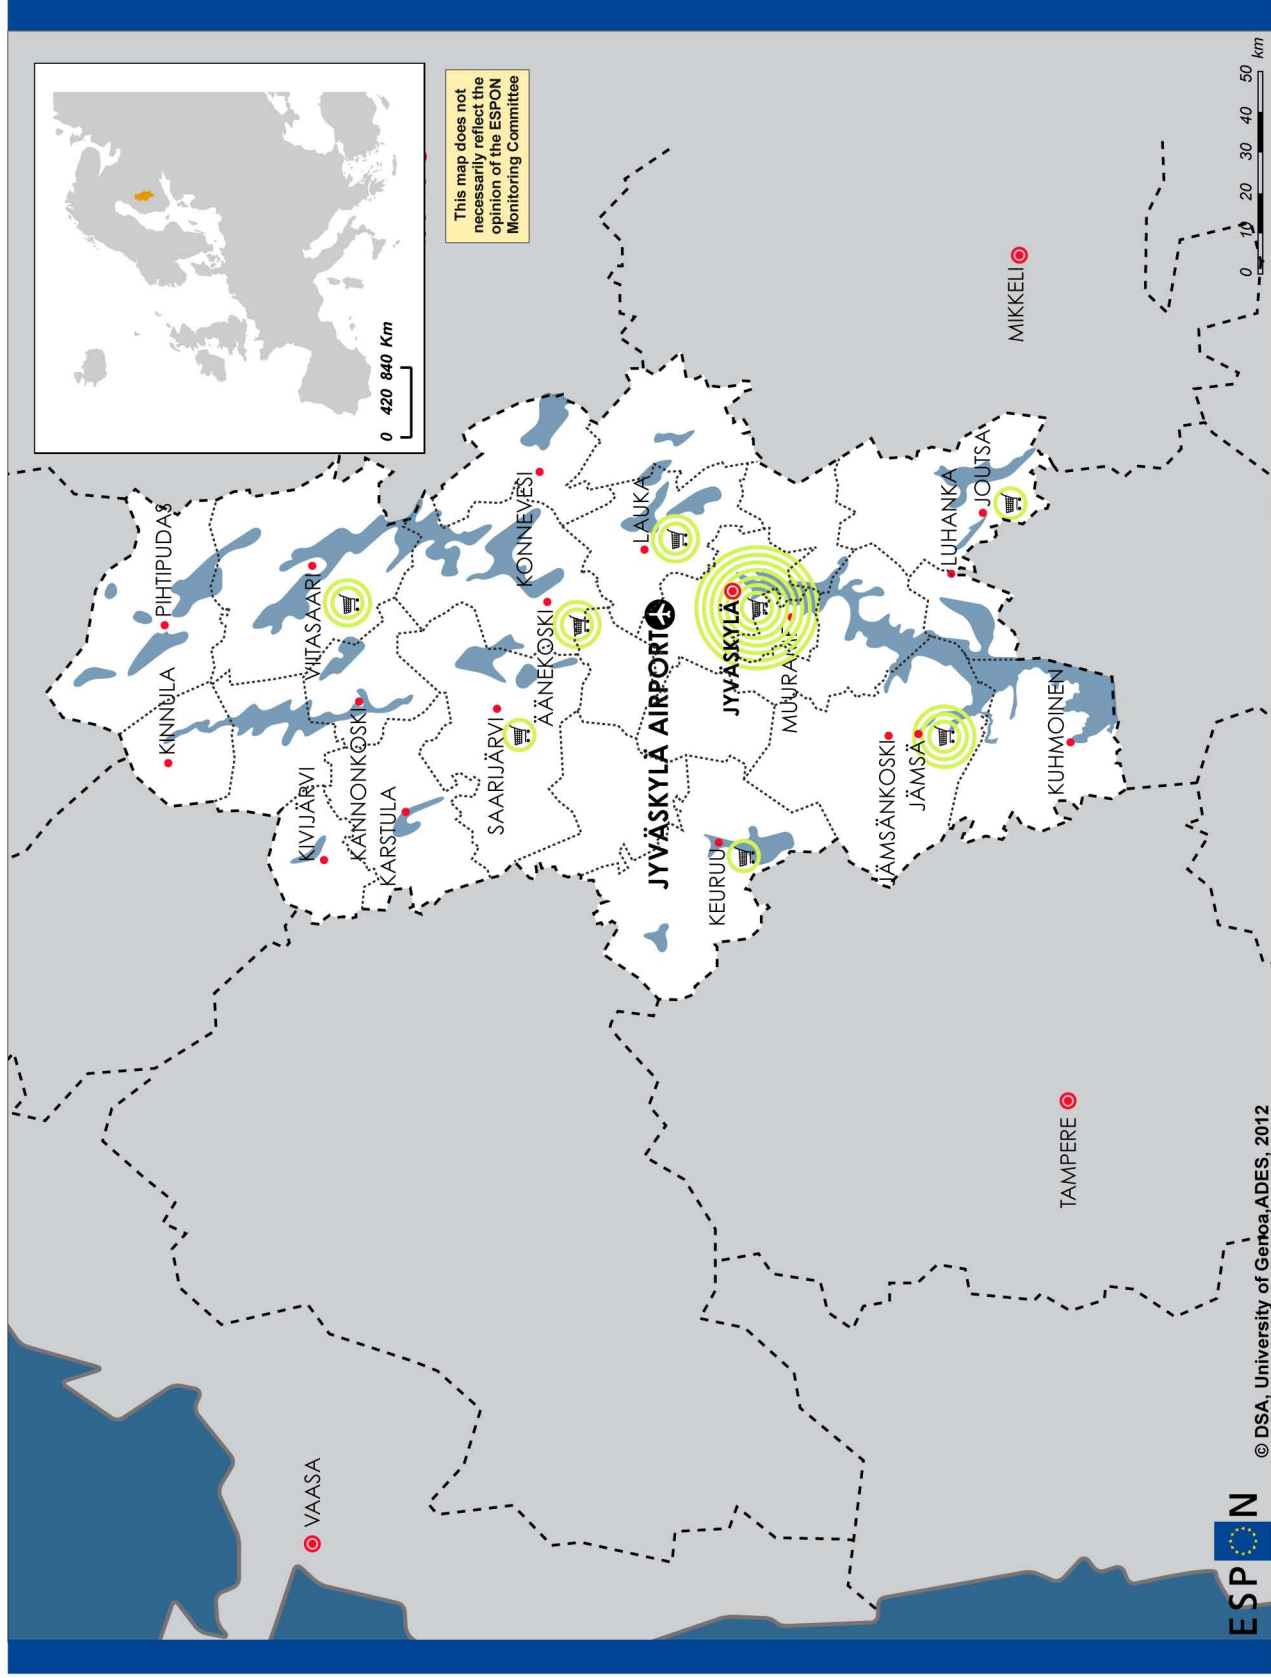 0 420 840 Km
This map does not
necessarily reflect the
opinion of the ESPON
Monitoring Committee
PIHTIPUDAS
KINNULA
VIITASAARI
KIVIJÄRVI
KANNONKOSKI
KARSTULA
KONNEVESI
SAARIJÄRVI
ÄÄNEKOSKI
LAUKA
JYVÄSKYLÄ AIRPORT
JYVÄSKYLÄ
KEURUU
MUURAME
JÄMSÄNKOSKI
JÄMSÄ
LUHANKA
JOUTSA
KUHMOINEN
VAASA
TAMPERE
MIKKELI
0 10 20 30 40 50
km
ESPON
© DSA, University of Genoa,ADES, 2012